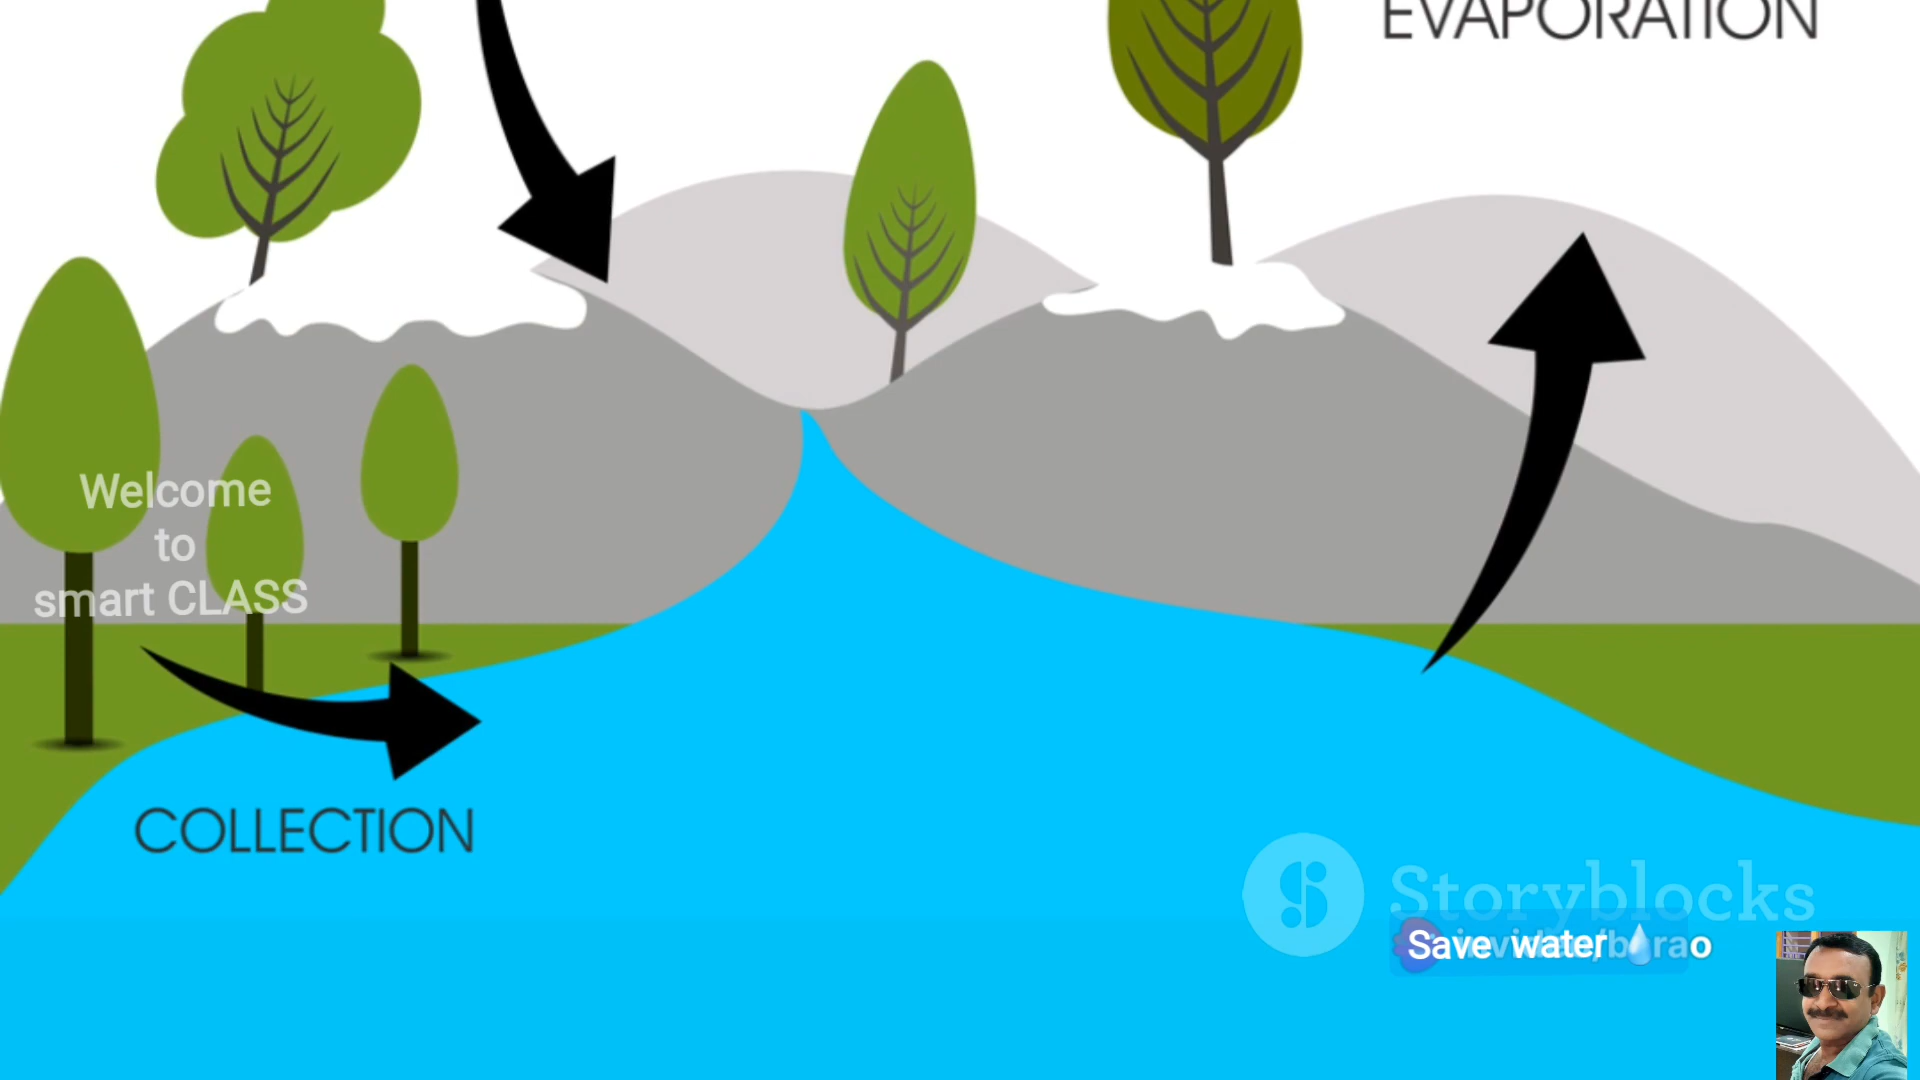 EVAPORATION
Welcome
to
smart CLASS
COLLECTION
Storyblocks
Save water💧